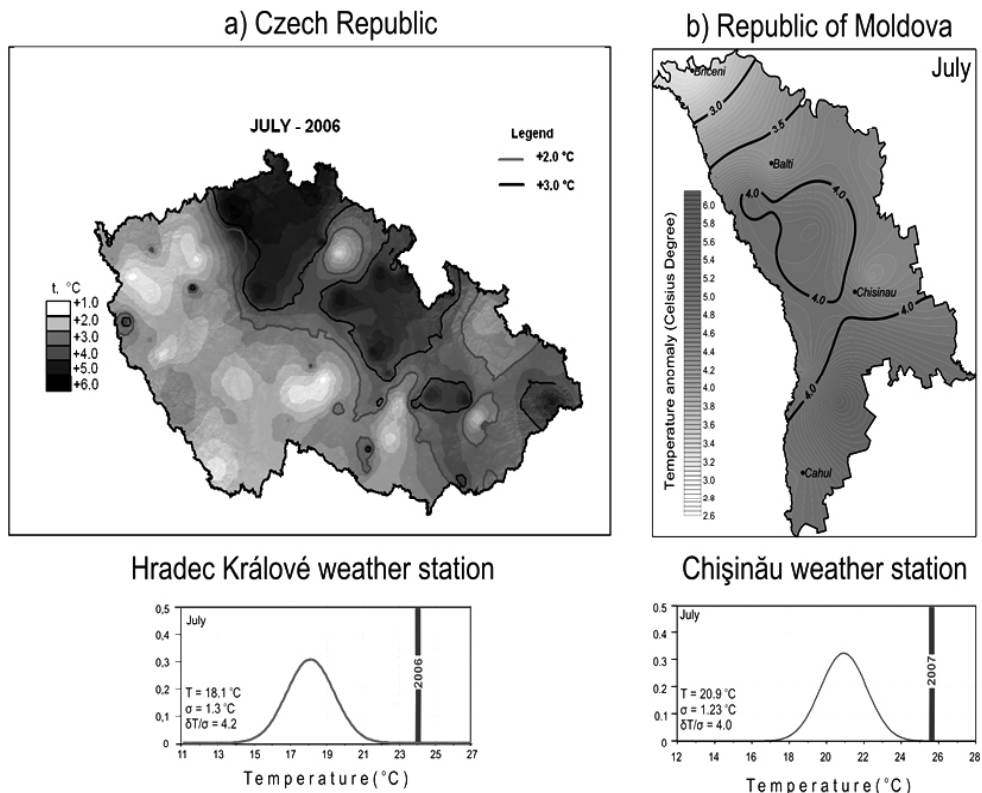 a) Czech Republic
JULY - 2006
Legend
+2.0 °C
+3.0 °C
t, °C
+1.0
+2.0
+3.0
+4.0
+5.0
+6.0
b) Republic of Moldova
July
Briceni
3.0
3.5
Balti
4.0
4.0
4.0
Chisinau
4.0
4.0
Cahul
Temperature anomaly (Celsius Degree)
6.0
5.8
5.6
5.4
5.2
5.0
4.8
4.6
4.4
4.2
4.0
3.8
3.6
3.4
3.2
3.0
2.8
2.6
Hradec Králové weather station
July
0,5
0,4
0,3
0,2
0,1
0
T = 18.1 °C
σ = 1.3 °C
δT/σ = 4.2
2006
11 13 15 17 19 21 23 25 27
Temperature(°C)
Chişinău weather station
July
0.5
0.4
0.3
0.2
0.1
0
T = 20.9 °C
σ = 1.23 °C
δT/σ = 4.0
2007
12 14 16 18 20 22 24 26 28
Temperature (°C)